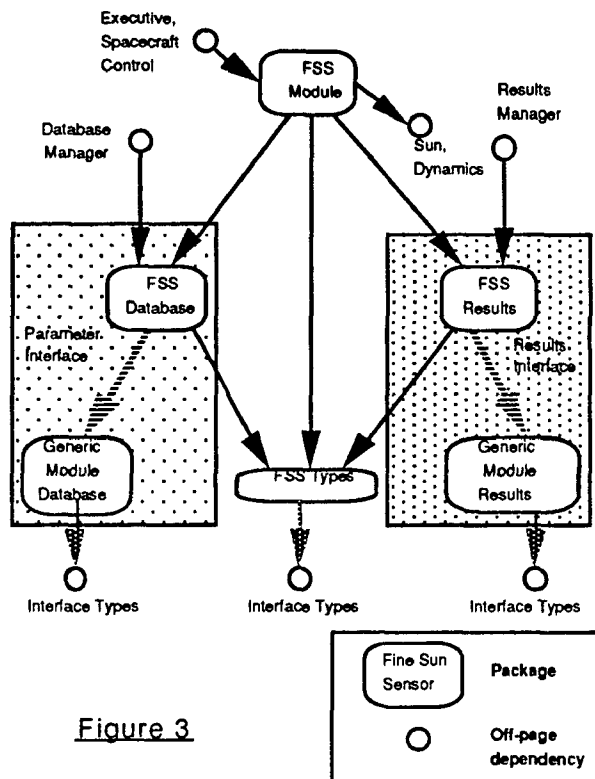 Executive,
Spacecraft
Control
FSS
Module
Results
Manager
Database
Manager
Sun,
Dynamics
FSS
Database
FSS
Results
Parameter
Interface
Results
Interface
Generic
Module
Database
FSS Types
Generic
Module
Results
Interface Types
Interface Types
Interface Types
Fine Sun
Sensor
Package
Figure 3
Off-page
dependency